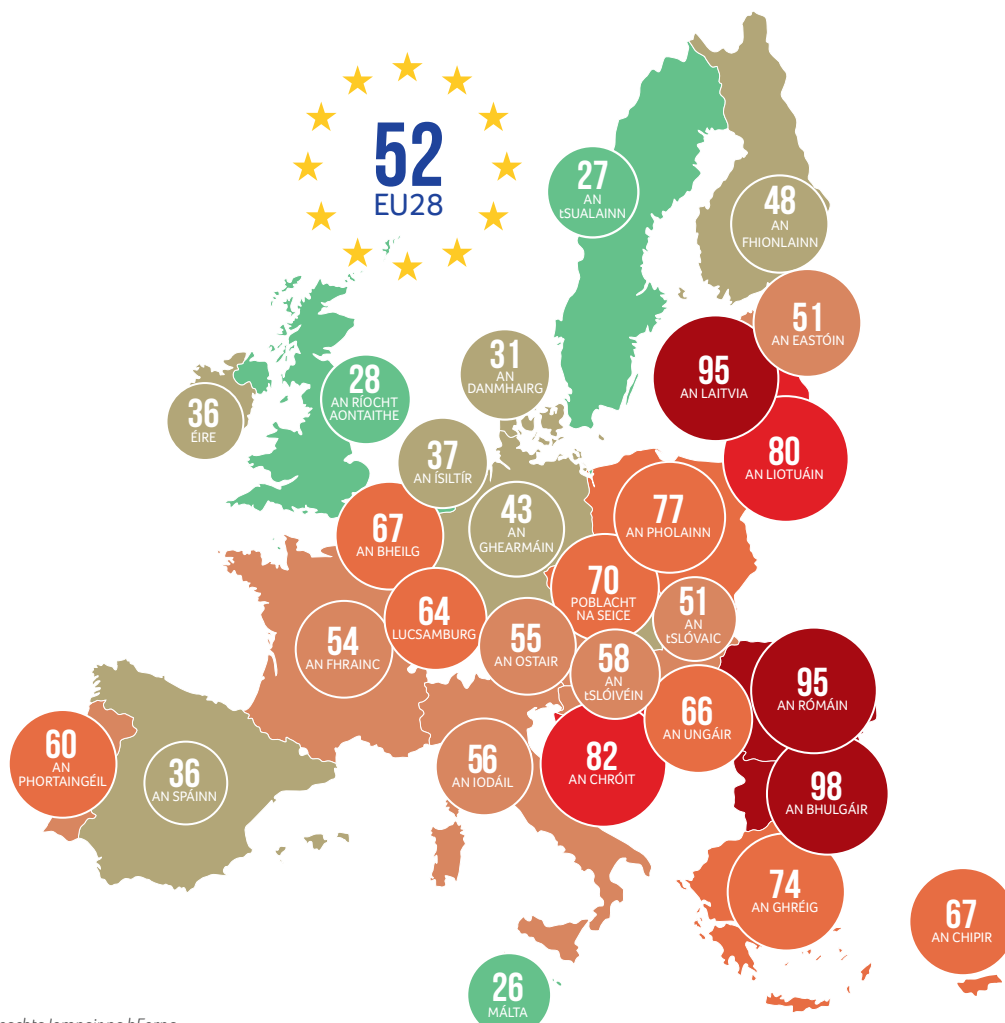 52
EU28
27
AN
tSUALAINN
48
AN
FHIONLAINN
51
AN EASTÓIN
95
AN LAITVIA
80
AN LIOTUÁIN
31
AN
DANMHAIRG
28
AN RÍOCHT
AONTAITHE
36
ÉIRE
37
AN ÍSILTÍR
43
AN
GHEARMÁIN
77
AN PHOLAINN
67
AN BHEILG
70
POBLACHT
NA SEICE
51
AN
tSLÓVAIC
64
LUCSAMBURG
54
AN FHRAINC
55
AN OSTAIR
58
AN
tSLÓIVÉIN
95
AN RÓMÁIN
66
AN UNGÁIR
60
AN
PHORTAINGÉIL
36
AN SPÁINN
56
AN IODÁIL
82
AN CHRÓIT
98
AN BHULGÁIR
74
AN GHRÉIG
67
AN CHIPIR
26
MÁLTA